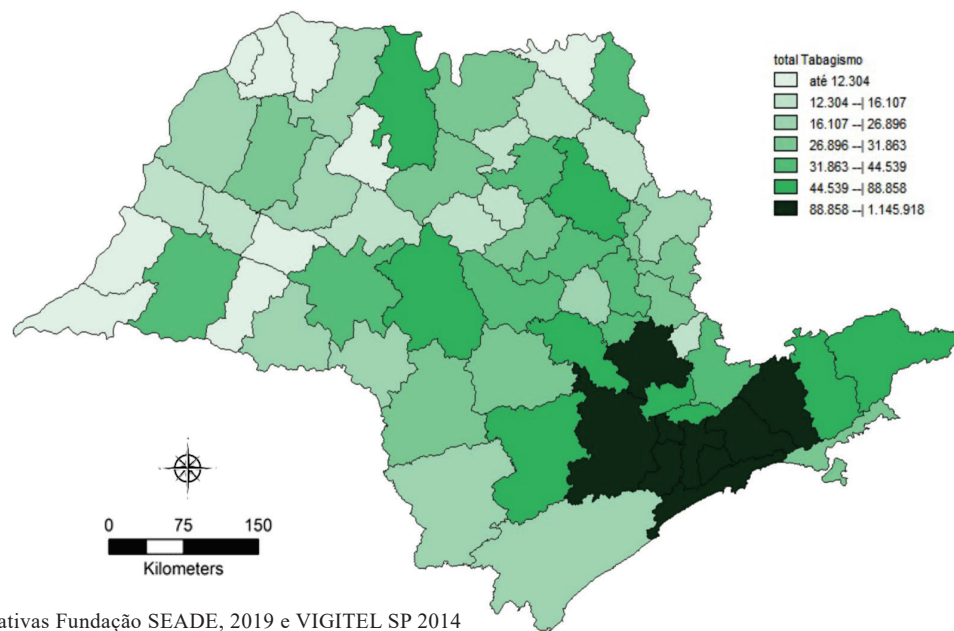 total Tabagismo
até 12.304
12.304 --| 16.107
16.107 --| 26.896
26.896 --| 31.863
31.863 --| 44.539
44.539 --| 88.858
88.858 --| 1.145.918
0 75 150
Kilometers
ativas Fundação SEADE, 2019 e VIGITEL SP 2014